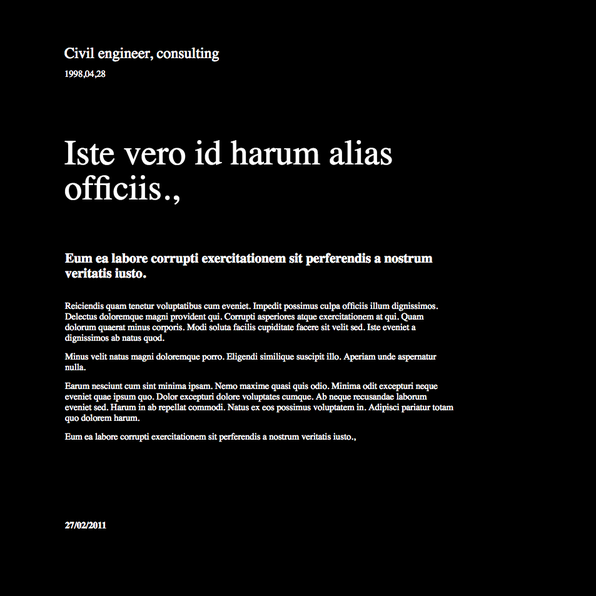 Civil engineer, consulting
1998,04,28
Iste vero id harum alias
officiis.,
Eum ea labore corrupti exercitationem sit perferendis a nostrum
veritatis iusto.
Reiciendis quam tenetur voluptatibus cum eveniet. Impedit possimus culpa officiis illum dignissimos.
Delectus doloremque magni provident qui. Corrupti asperiores atque exercitationem at qui. Quam
dolorum quaerat minus corporis. Modi soluta facilis cupiditate facere sit velit sed. Iste eveniet a
dignissimos ab natus quod.
Minus velit natus magni doloremque porro. Eligendi similique suscipit illo. Aperiam unde aspernatur
nulla.
Earum nesciunt cum sint minima ipsam. Nemo maxime quasi quis odio. Minima odit excepturi neque
eveniet quae ipsum quo. Dolor excepturi dolore voluptates cumque. Ab neque recusandae laborum
eveniet sed. Harum in ab repellat commodi. Natus ex eos possimus voluptatem in. Adipisci pariatur totam
quo dolorem harum.
Eum ea labore corrupti exercitationem sit perferendis a nostrum veritatis iusto.,
27/02/2011